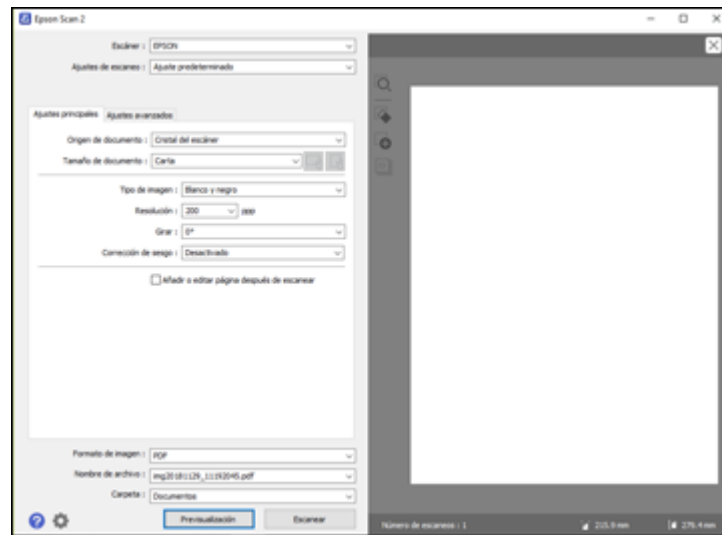 Epson Scan 2
Escáner : EPSON
Ajustes de escaneo : Ajuste predeterminado
Ajustes principales Ajustes avanzados
Origen de documento : Cristal del escáner
Tamaño de documento : Carta
Tipo de imagen : Blanco y negro
Resolución : 200 ppp
Girar : 0°
Corrección de sesgo : Desactivado
Añadir o editar página después de escanear
Formato de imagen : PDF
Nombre de archivo : img20181129_11192045.pdf
Carpeta : Documentos
Previsualización Escanear
Número de escaneos : 1 215.9 mm 279.4 mm